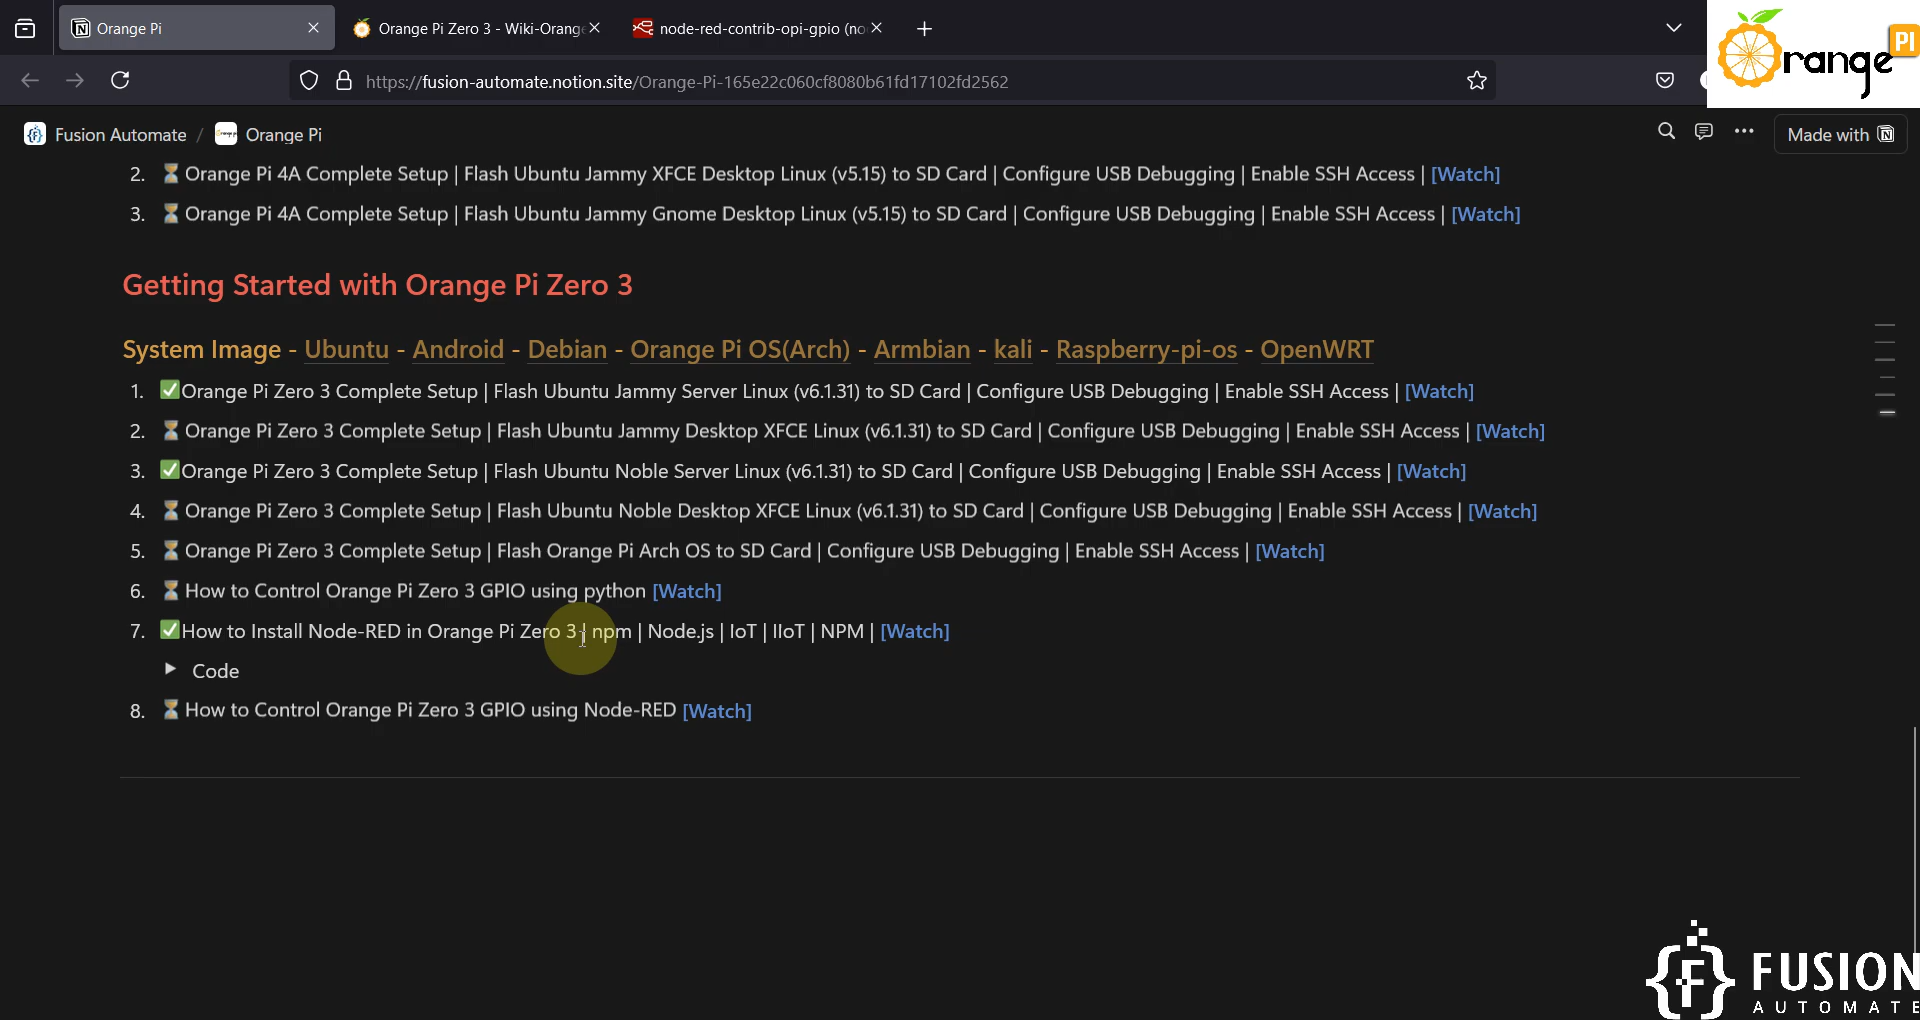 Orange Pi
Orange Pi Zero 3 - Wiki-Orange
node-red-contrib-opi-gpio (no
https://fusion-automate.notion.site/Orange-Pi-165e22c060cf8080b61fd17102fd2562
range PI
Fusion Automate / Orange Pi
Made with
2. Orange Pi 4A Complete Setup | Flash Ubuntu Jammy XFCE Desktop Linux (v5.15) to SD Card | Configure USB Debugging | Enable SSH Access | [Watch]
3. Orange Pi 4A Complete Setup | Flash Ubuntu Jammy Gnome Desktop Linux (v5.15) to SD Card | Configure USB Debugging | Enable SSH Access | [Watch]
Getting Started with Orange Pi Zero 3
System Image - Ubuntu - Android - Debian - Orange Pi OS(Arch) - Armbian - kali - Raspberry-pi-os - OpenWRT
1. ✅Orange Pi Zero 3 Complete Setup | Flash Ubuntu Jammy Server Linux (v6.1.31) to SD Card | Configure USB Debugging | Enable SSH Access | [Watch]
2. ⏳Orange Pi Zero 3 Complete Setup | Flash Ubuntu Jammy Desktop XFCE Linux (v6.1.31) to SD Card | Configure USB Debugging | Enable SSH Access | [Watch]
3. ✅Orange Pi Zero 3 Complete Setup | Flash Ubuntu Noble Server Linux (v6.1.31) to SD Card | Configure USB Debugging | Enable SSH Access | [Watch]
4. ⏳Orange Pi Zero 3 Complete Setup | Flash Ubuntu Noble Desktop XFCE Linux (v6.1.31) to SD Card | Configure USB Debugging | Enable SSH Access | [Watch]
5. ⏳Orange Pi Zero 3 Complete Setup | Flash Orange Pi Arch OS to SD Card | Configure USB Debugging | Enable SSH Access | [Watch]
6. ⏳How to Control Orange Pi Zero 3 GPIO using python [Watch]
7. ✅How to Install Node-RED in Orange Pi Zero 3 | npm | Node.js | IoT | IIoT | NPM | [Watch]
Code
8. ⏳How to Control Orange Pi Zero 3 GPIO using Node-RED [Watch]
{F} FUSION
AUTOMATE